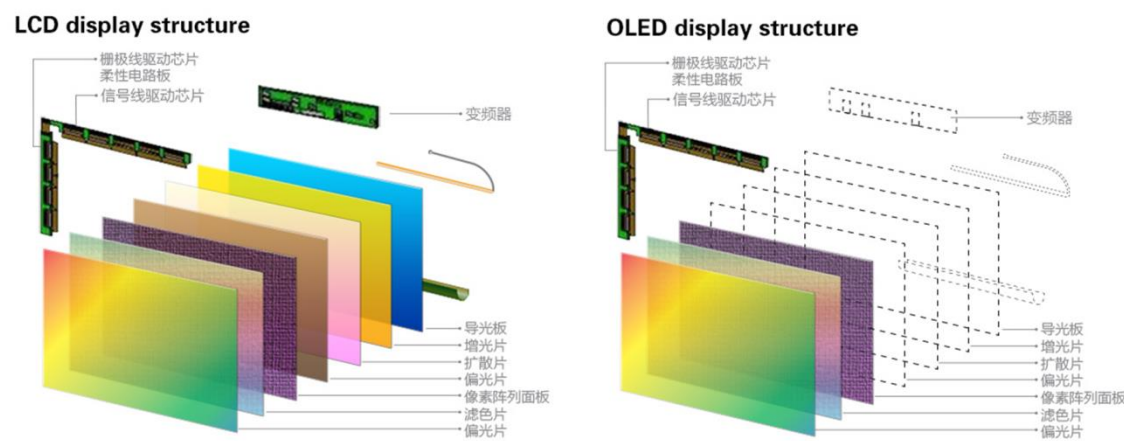 LCD display structure
栅极线驱动芯片
柔性电路板
信号线驱动芯片
变频器
导光板
增光片
扩散片
偏光片
像素阵列面板
滤色片
偏光片
OLED display structure
栅极线驱动芯片
柔性电路板
信号线驱动芯片
变频器
导光板
增光片
扩散片
偏光片
像素阵列面板
滤色片
偏光片